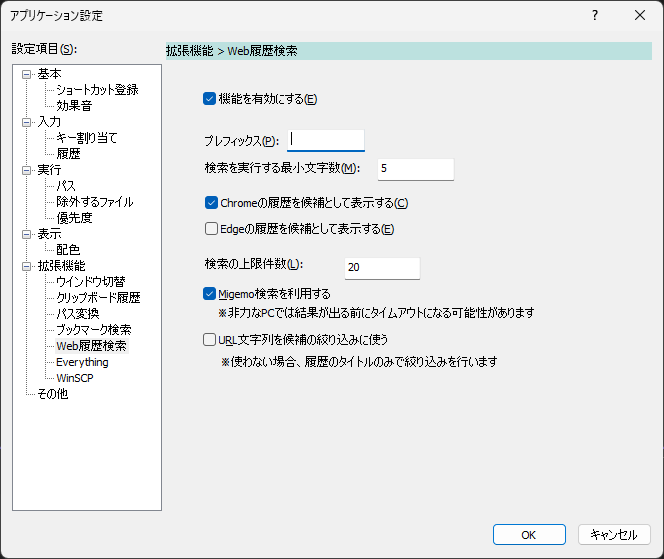 アプリケーション設定
設定項目(S):
基本
ショートカット登録
効果音
入力
キー割り当て
履歴
実行
パス
除外するファイル
優先度
表示
配色
拡張機能
ウインドウ切替
クリップボード履歴
パス変換
ブックマーク検索
Web履歴検索
Everything
WinSCP
その他
拡張機能 > Web履歴検索
機能を有効にする(E)
プレフィックス(P):
検索を実行する最小文字数(M): 5
Chromeの履歴を候補として表示する(C)
Edgeの履歴を候補として表示する(E)
検索の上限件数(L): 20
Migemo検索を利用する
※非力なPCでは結果が出る前にタイムアウトになる可能性があります
URL文字列を候補の絞り込みに使う
※使わない場合、履歴のタイトルのみで絞り込みを行います
OK キャンセル